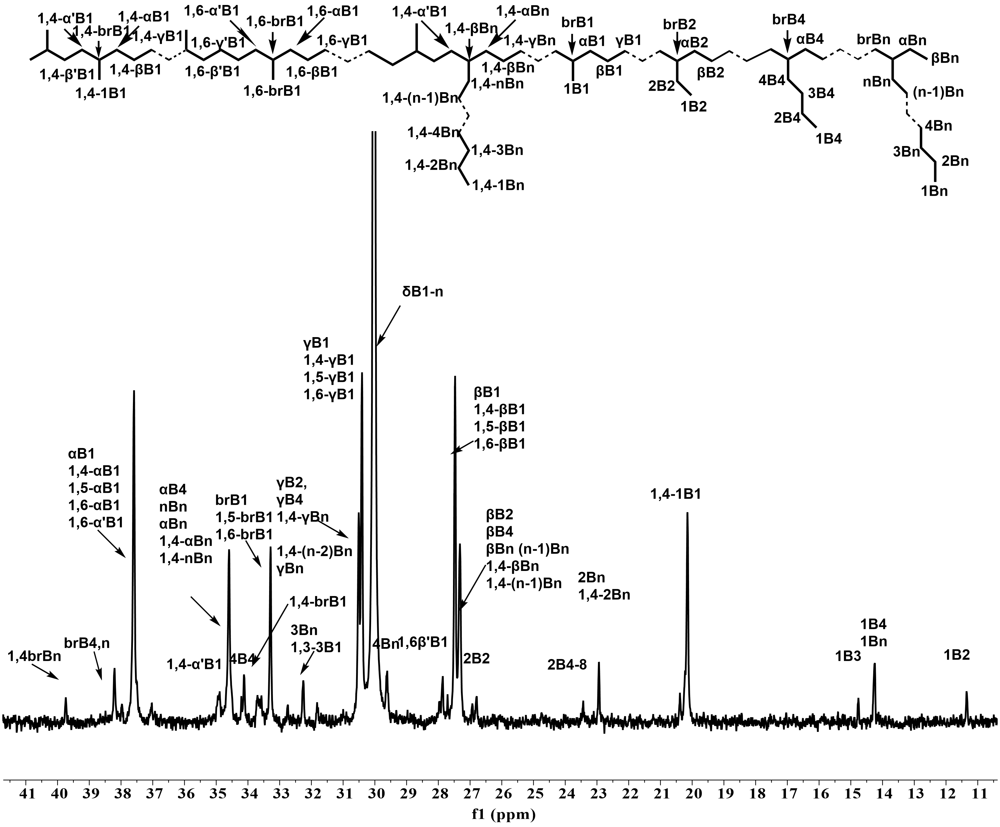 1,4-α'B1
1,4-brB1
1,4-αB1
1,4-γB1
1,4-β'B1
1,4-βB1
1,4-1B1
1,6-α'B1
1,6-brB1
1,6-αB1
1,6-γ'B1
1,6-γB1
1,6-β'B1
1,6-βB1
1,6-brB1
1,4-α'B1
1,4-βBn
1,4-αBn
1,4-γBn
1,4-βBn
1,4-nBn
1,4-(n-1)Bn
1,4-4Bn
1,4-3Bn
1,4-2Bn
1,4-1Bn
brB1
αB1
γB1
βB1
1B1
brB2
αB2
βB2
2B2
1B2
brB4
αB4
4B4
3B4
2B4
1B4
brBn
αBn
βBn
nBn
(n-1)Bn
4Bn
3Bn
2Bn
1Bn
δB1-n
γB1
1,4-γB1
1,5-γB1
1,6-γB1
βB1
1,4-βB1
1,5-βB1
1,6-βB1
αB1
1,4-αB1
1,5-αB1
1,6-αB1
1,6-α'B1
αB4
nBn
αBn
1,4-αBn
1,4-nBn
brB1
1,5-brB1
1,6-brB1
γB2,
γB4
1,4-γBn
1,4-(n-2)Bn
γBn
1,4-brB1
3Bn
1,3-3B1
βB2
βB4
βBn (n-1)Bn
1,4-βBn
1,4-(n-1)Bn
2Bn
1,4-2Bn
1,4-1B1
1,4brBn
brB4,n
1,4-α'B1
4B4
4Bn
1,6β'B1
2B2
2B4-8
1B3
1B4
1Bn
1B2
41 40 39 38 37 36 35 34 33 32 31 30 29 28 27 26 25 24 23 22 21 20 19 18 17 16 15 14 13 12 11
f1 (ppm)